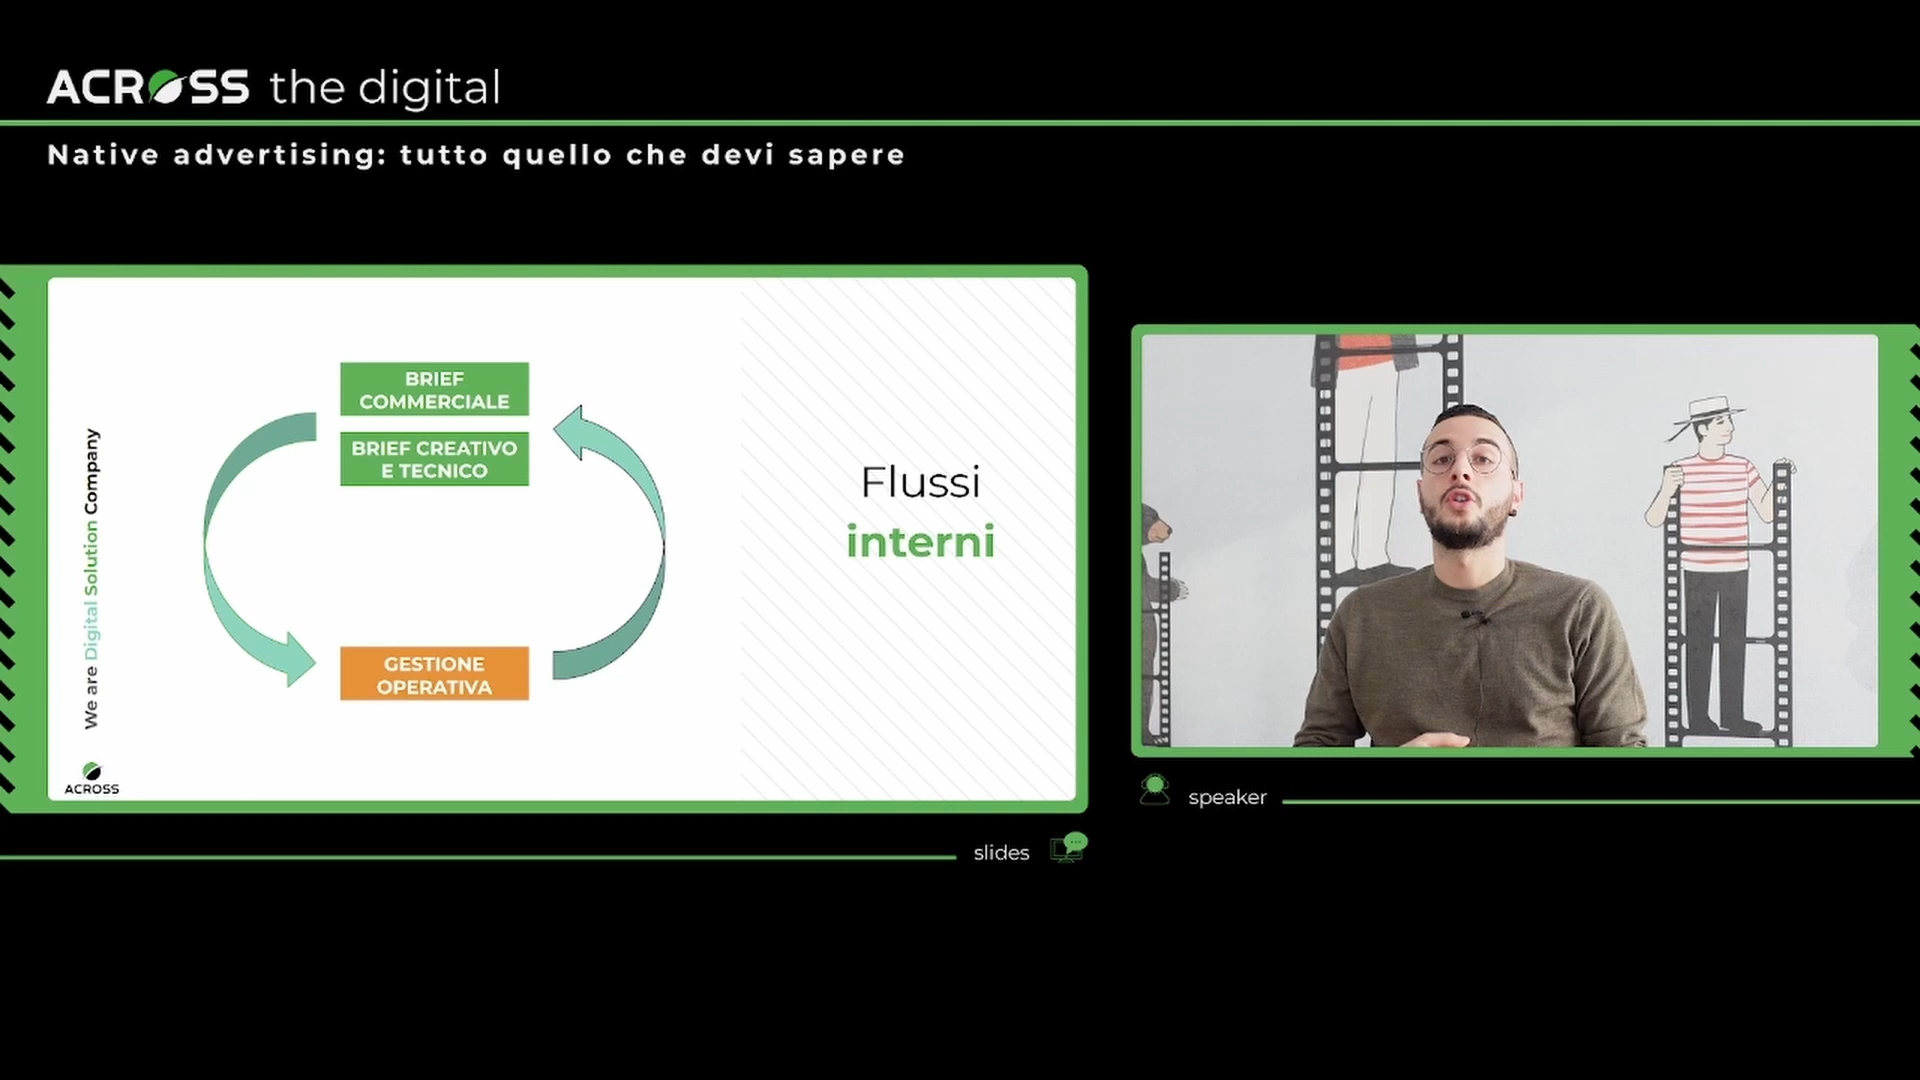 ACROSS the digital
Native advertising: tutto quello che devi sapere
BRIEF
COMMERCIALE
BRIEF CREATIVO
E TECNICO
GESTIONE
OPERATIVA
Flussi
interni
We are Digital Solution Company
ACROSS
slides
speaker